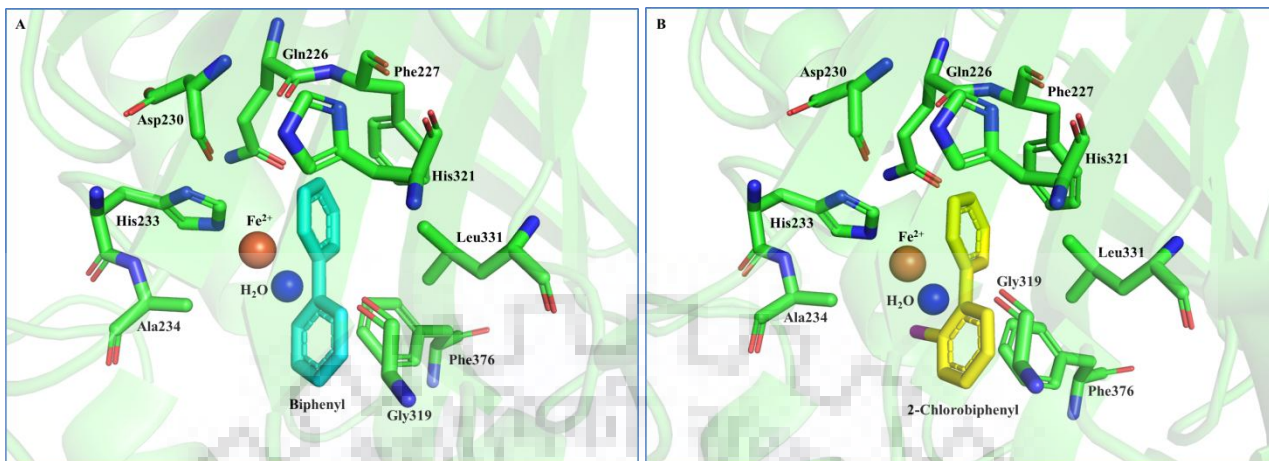 A
Gln226
Phe227
Asp230
His321
His233
Fe²⁺
Leu331
H₂O
Ala234
Phe376
Biphenyl
Gly319
B
Gln226
Asp230
Phe227
His321
His233
Fe²⁺
Leu331
Gly319
H₂O
Ala234
Phe376
2-Chlorobiphenyl